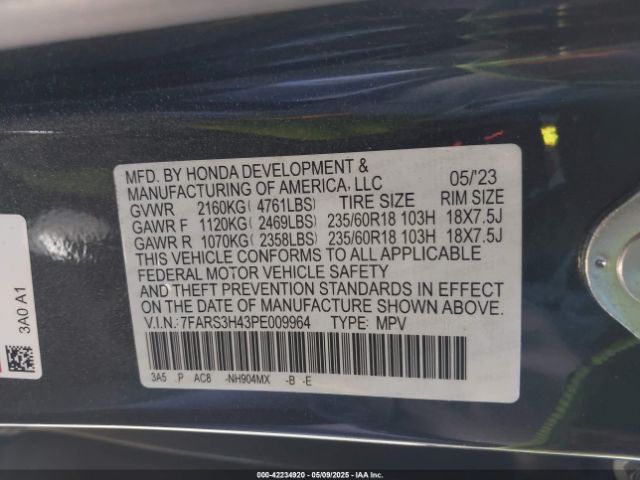 MFD. BY HONDA DEVELOPMENT &
MANUFACTURING OF AMERICA, LLC 05/'23
GVWR 2160KG( 4761LBS) TIRE SIZE RIM SIZE
GAWR F 1120KG( 2469LBS) 235/60R18 103H 18X7.5J
GAWR R 1070KG( 2358LBS) 235/60R18 103H 18X7.5J
THIS VEHICLE CONFORMS TO ALL APPLICABLE
FEDERAL MOTOR VEHICLE SAFETY
AND THEFT PREVENTION STANDARDS IN EFFECT
ON THE DATE OF MANUFACTURE SHOWN ABOVE.
V.I.N.:7FARS3H43PE009964 TYPE: MPV
3A5 P AC8 -NH904MX -B -E
3A0 A1
000-42234920 | 05/09/2025 | IAA Inc.